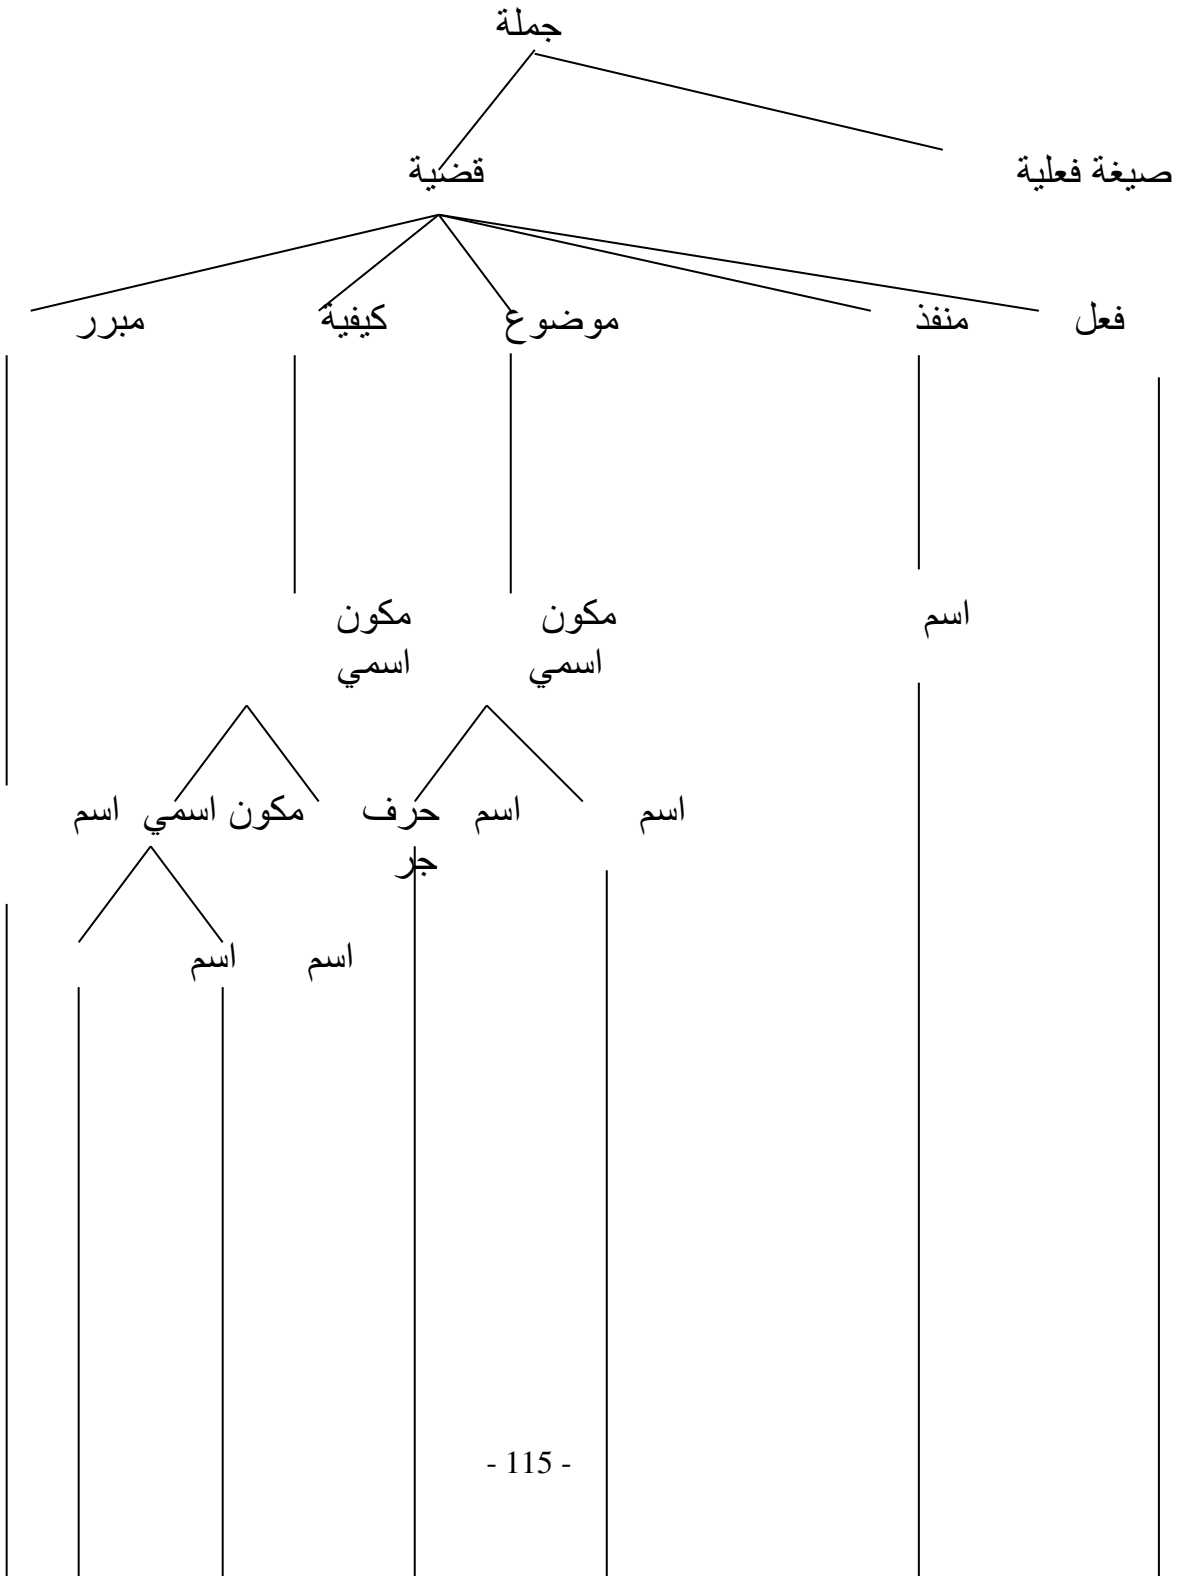 جملة
صيغة فعلية قضية
فعل منفذ موضوع كيفية مبرر
اسم مكون مكون
اسمي اسمي
اسم اسم حرف مكون اسمي اسم
جر
اسم اسم
- 115 -